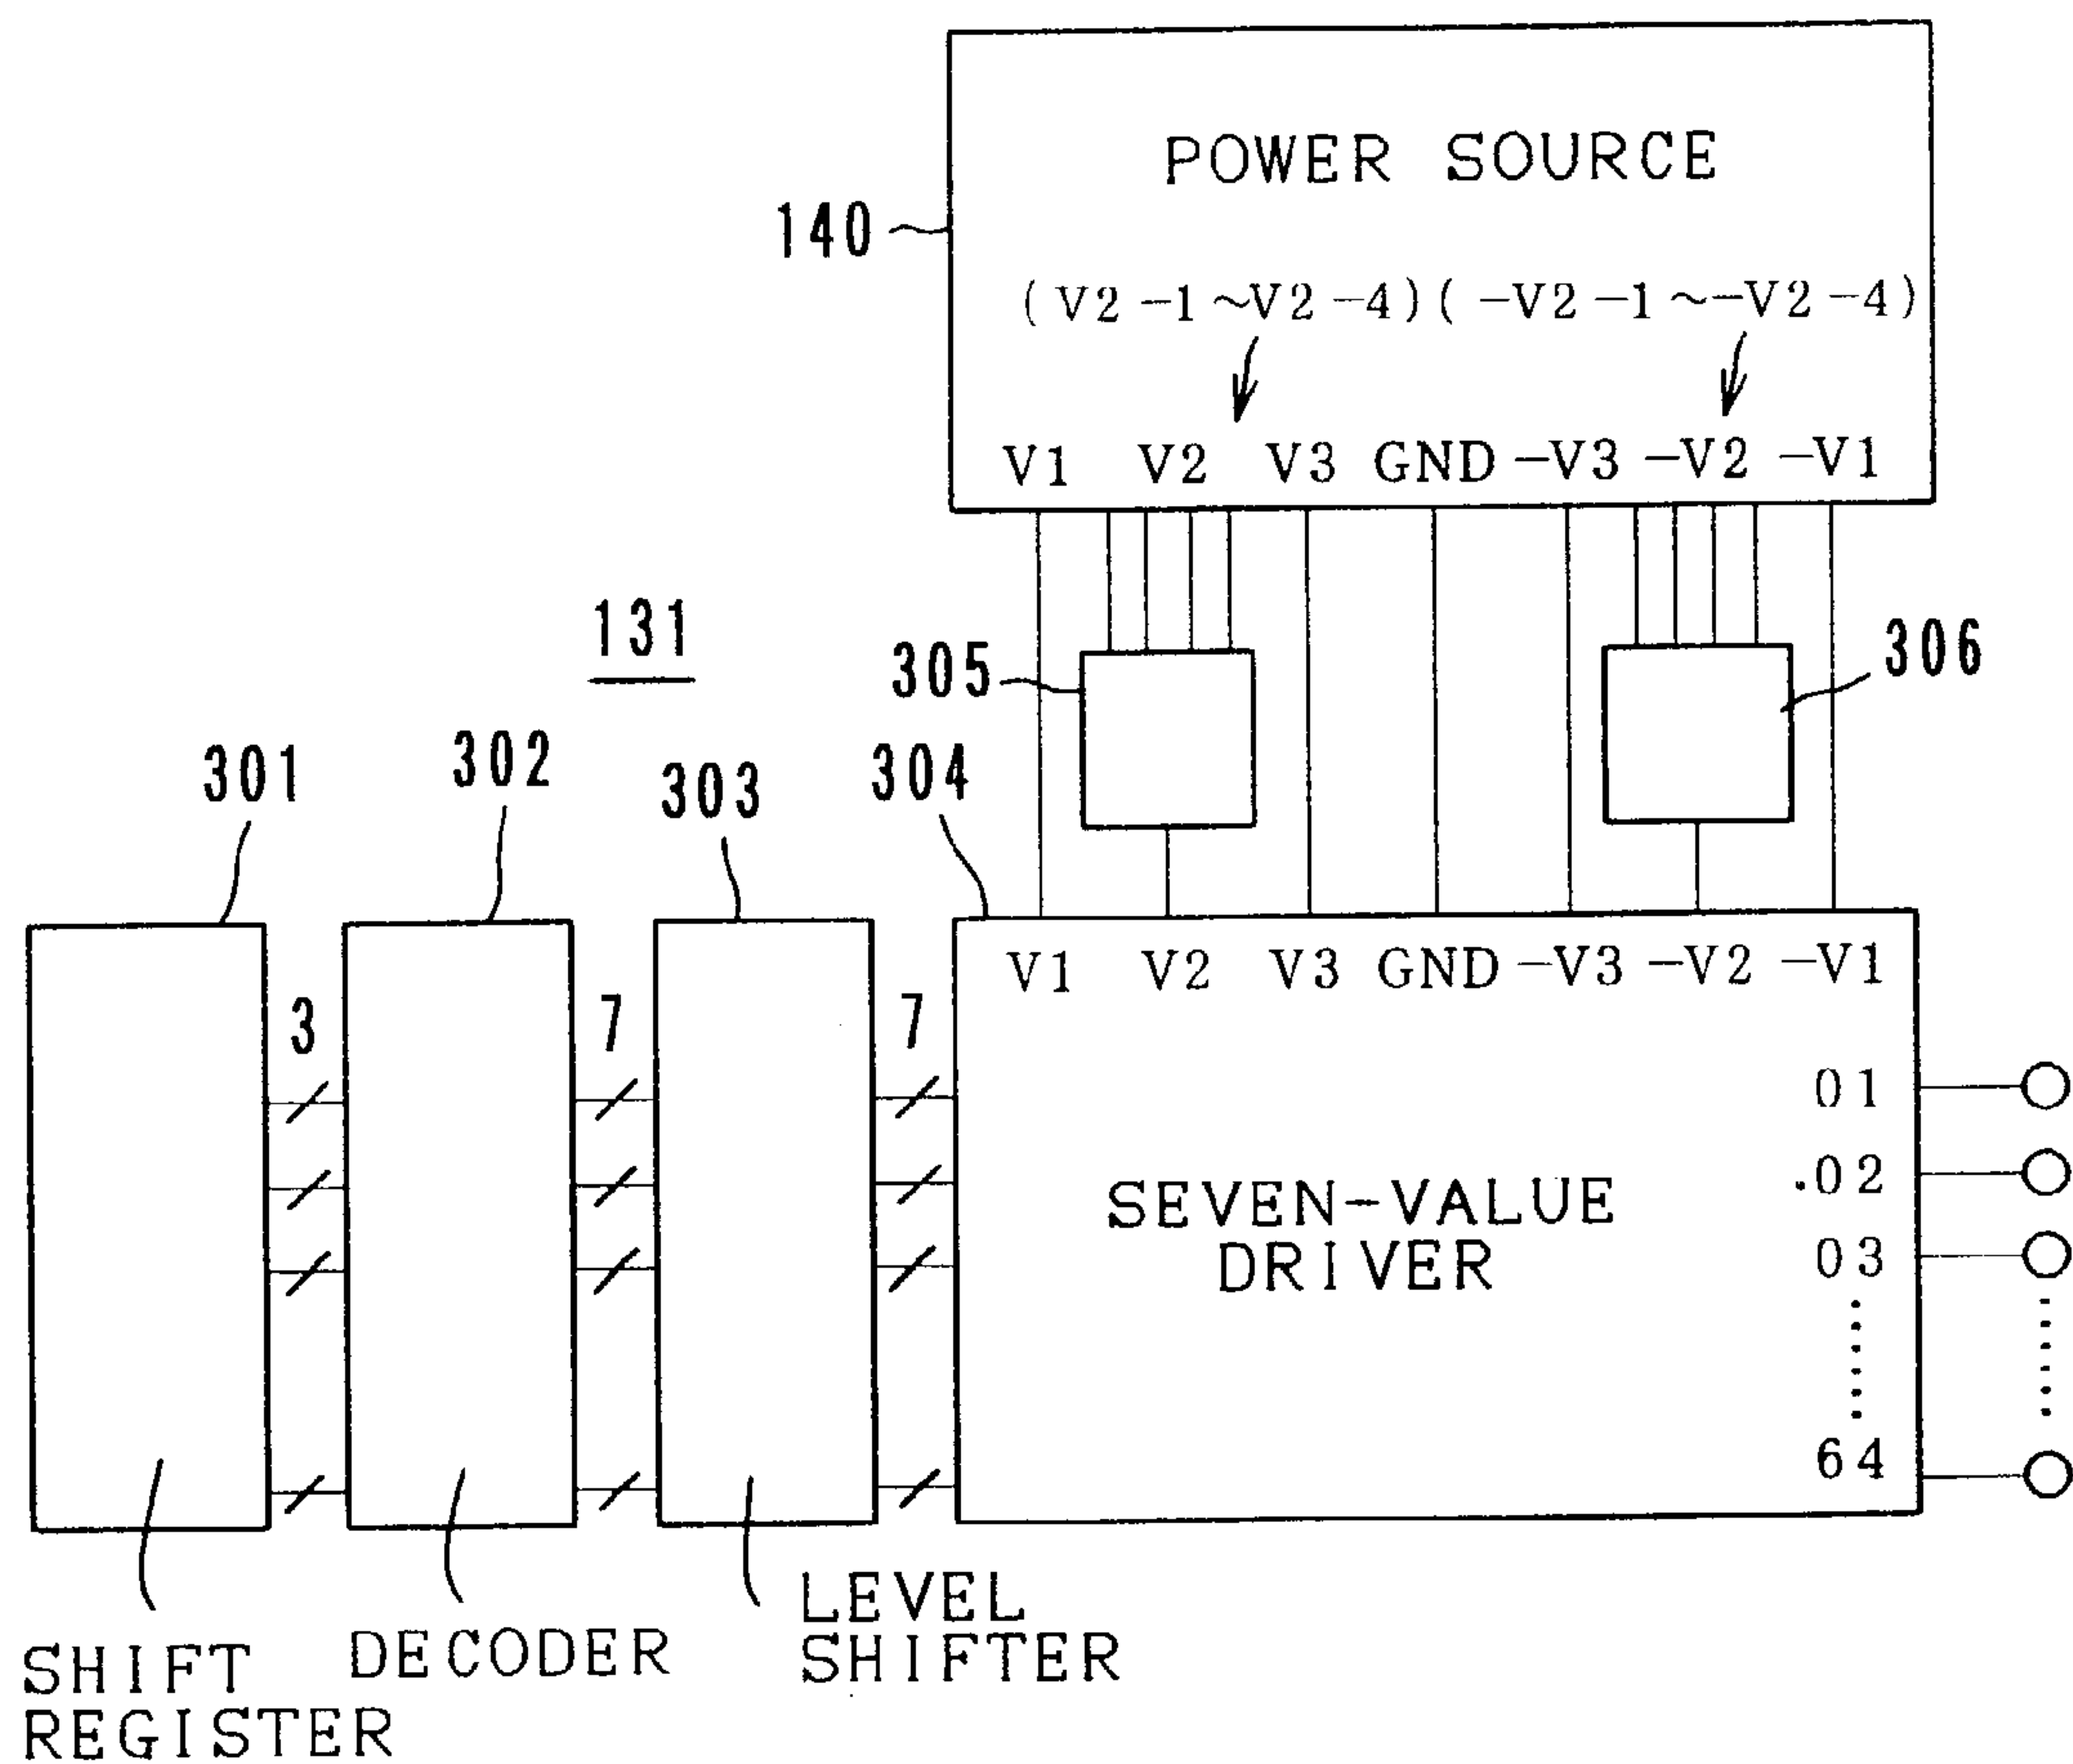 POWER SOURCE
140
(V2-1~V2-4)(-V2-1~-V2-4)
V1 V2 V3 GND -V3 -V2 -V1
131
305
306
301
302
303
304
V1 V2 V3 GND -V3 -V2 -V1
3
7
7
01
.02
SEVEN-VALUE
DRIVER
03
64
LEVEL
SHIFTER
DECODER
SHIFT
REGISTER